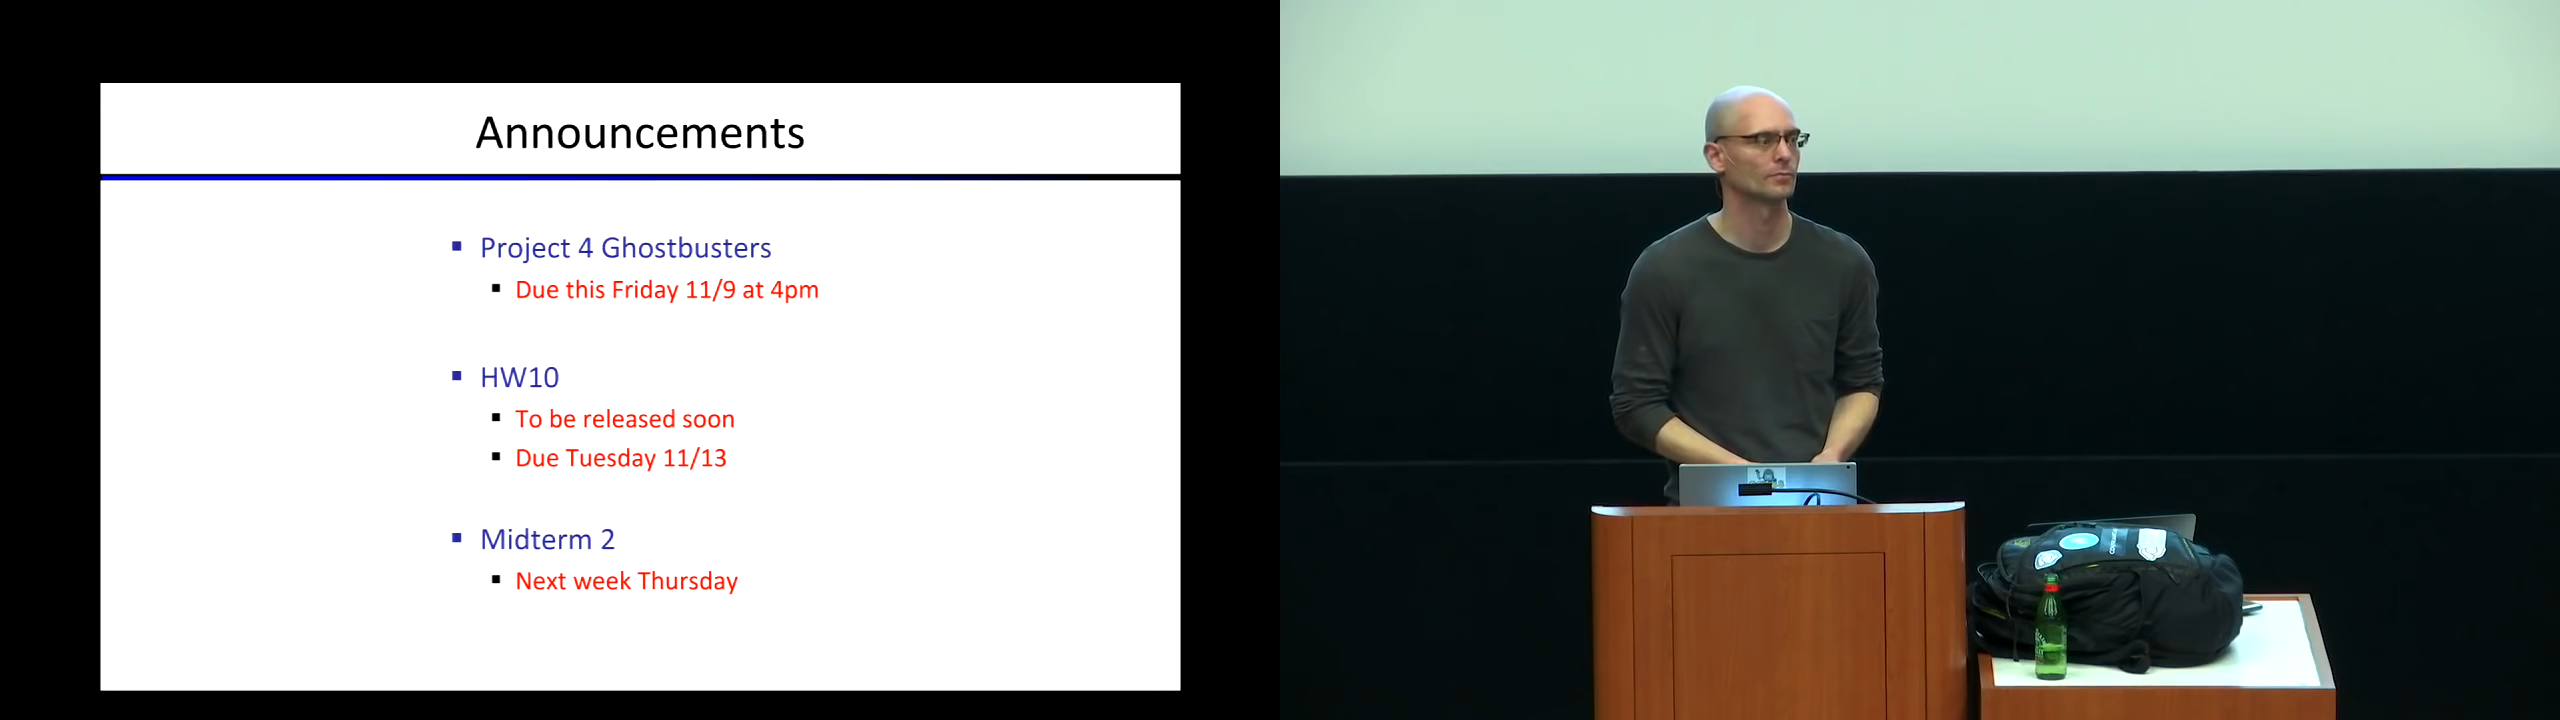 Announcements
Project 4 Ghostbusters
Due this Friday 11/9 at 4pm
HW10
To be released soon
Due Tuesday 11/13
Midterm 2
Next week Thursday